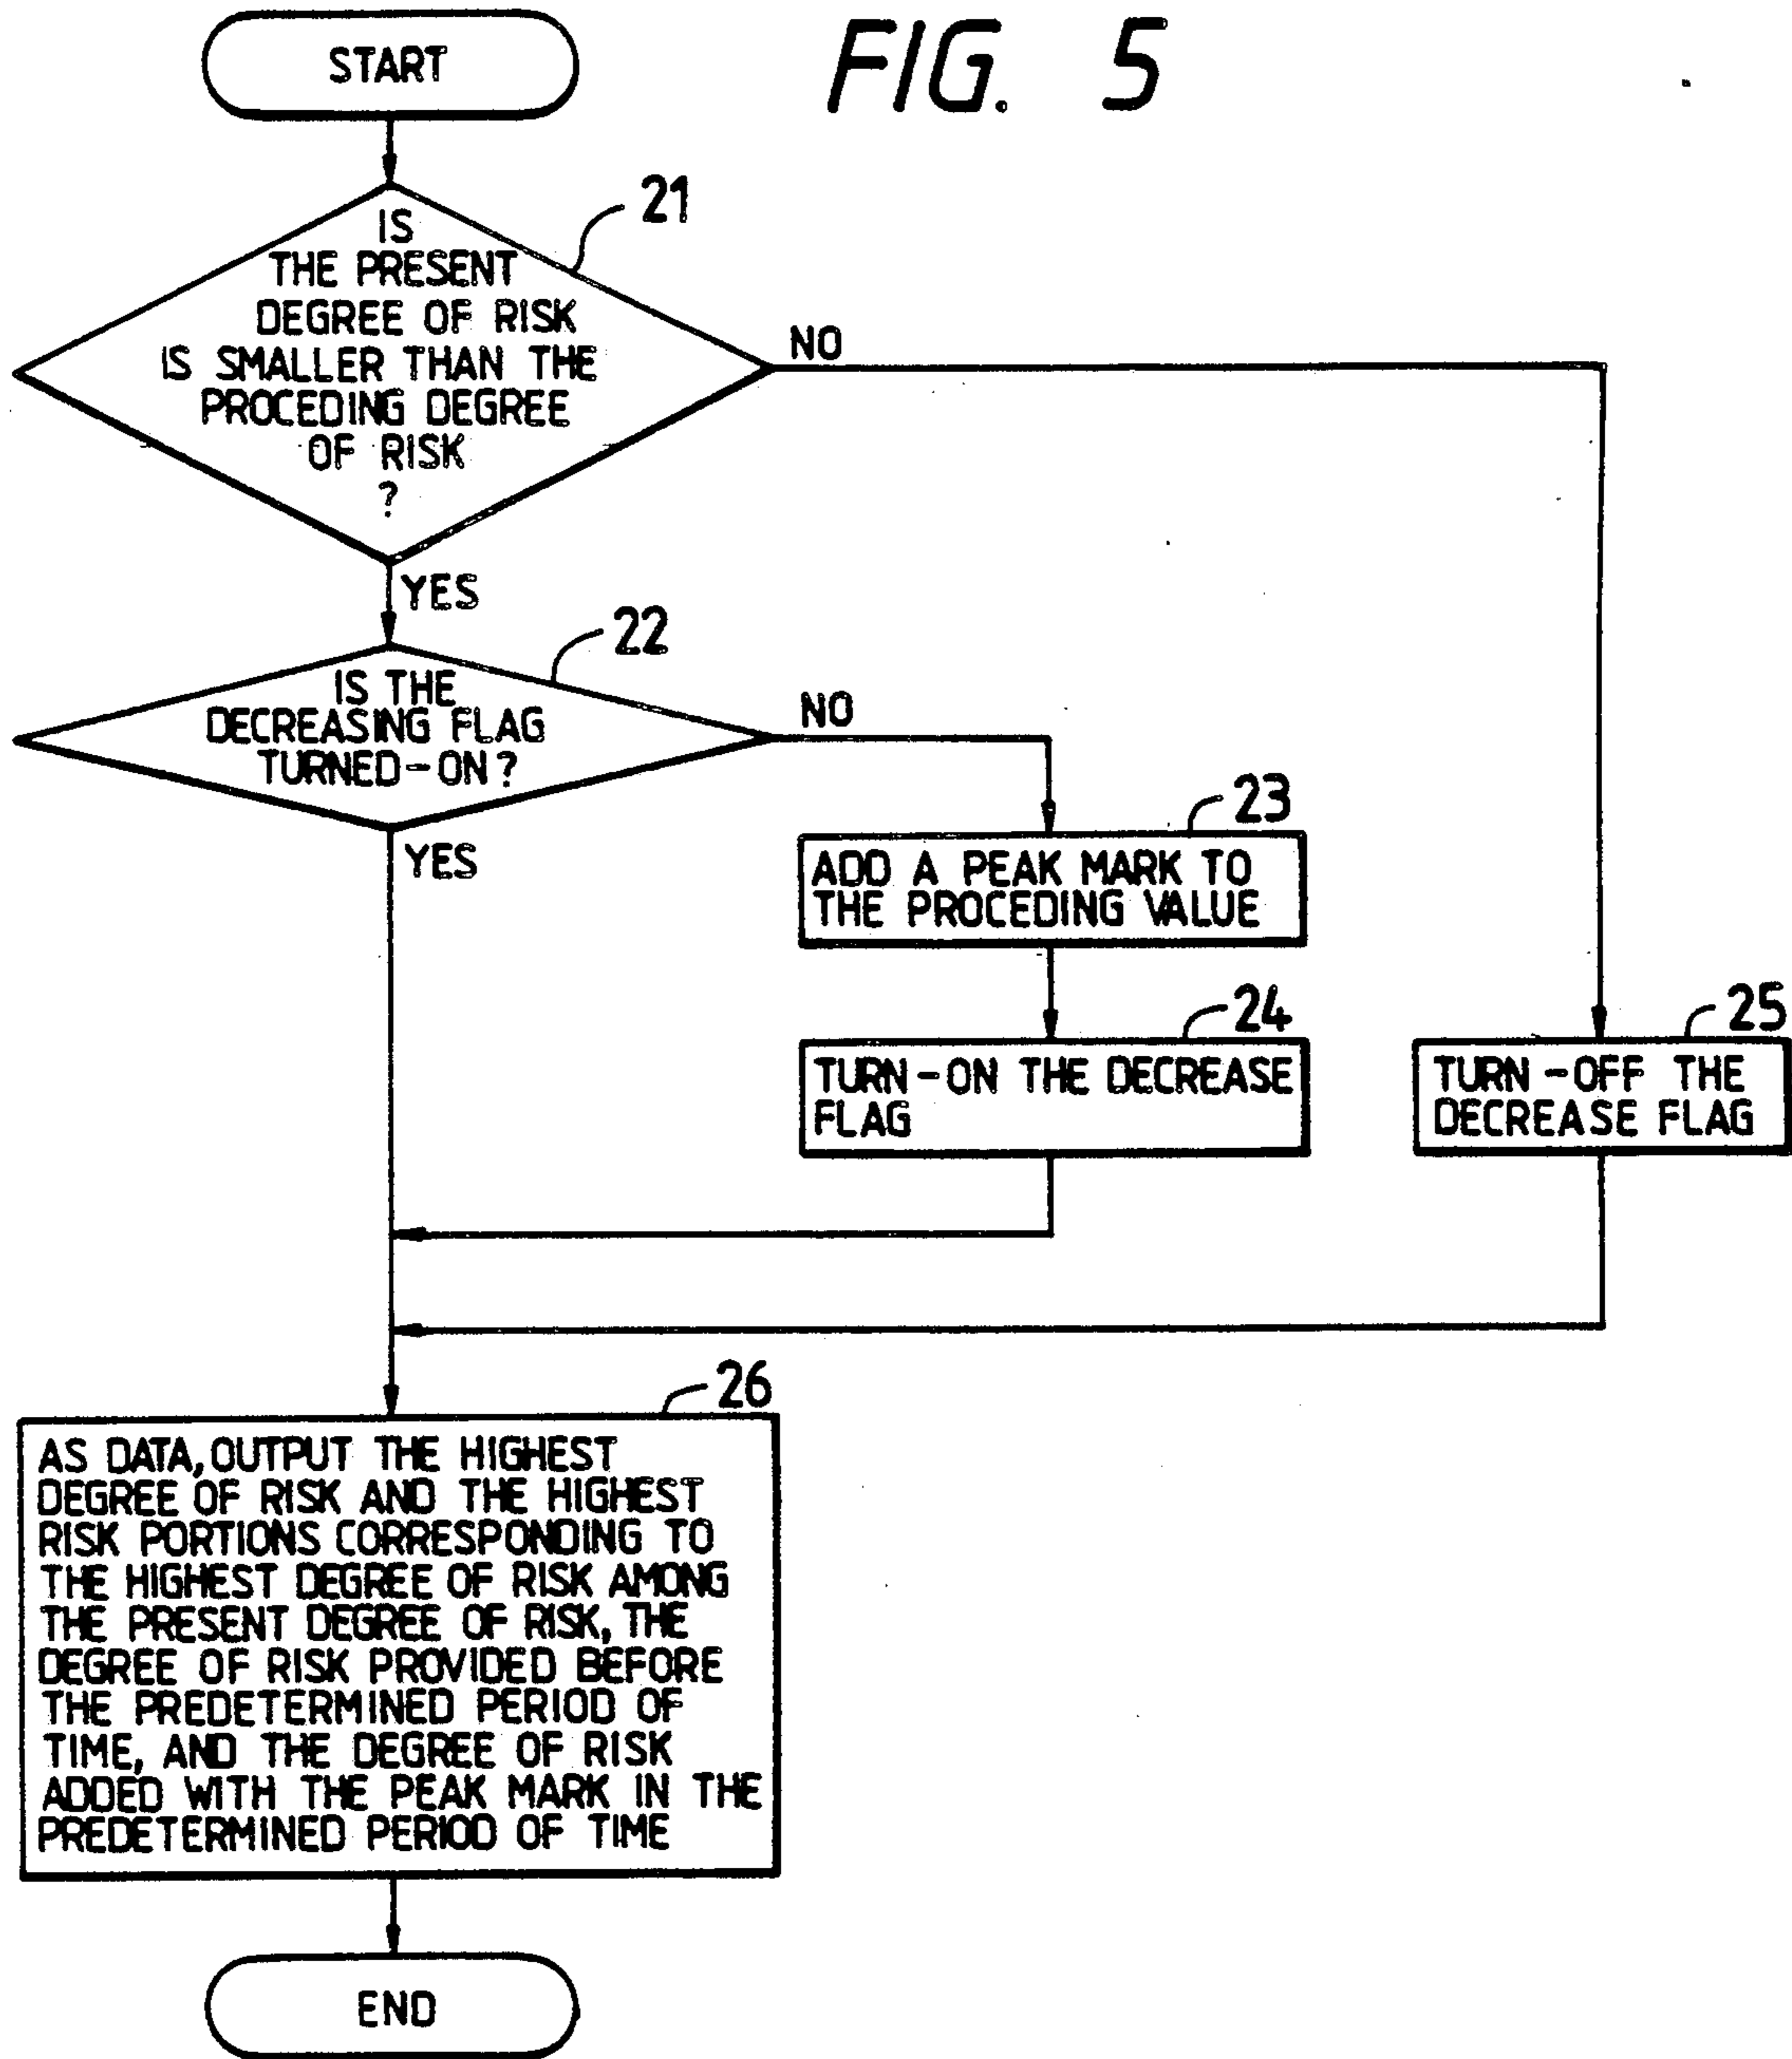 FIG. 5
START
21
IS
THE PRESENT
DEGREE OF RISK
IS SMALLER THAN THE
PROCEDING DEGREE
OF RISK
?
NO
YES
22
IS THE
DECREASING FLAG
TURNED-ON?
NO
YES
23
ADD A PEAK MARK TO
THE PROCEDING VALUE
24
TURN-ON THE DECREASE
FLAG
25
TURN-OFF THE
DECREASE FLAG
26
AS DATA, OUTPUT THE HIGHEST
DEGREE OF RISK AND THE HIGHEST
RISK PORTIONS CORRESPONDING TO
THE HIGHEST DEGREE OF RISK AMONG
THE PRESENT DEGREE OF RISK, THE
DEGREE OF RISK PROVIDED BEFORE
THE PREDETERMINED PERIOD OF
TIME, AND THE DEGREE OF RISK
ADDED WITH THE PEAK MARK IN THE
PREDETERMINED PERIOD OF TIME
END